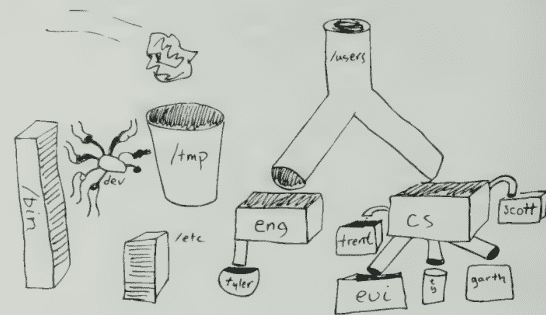 /users
/tmp
dev
/bin
eng
cs
scott
trent
/etc
tyler
evi
garth